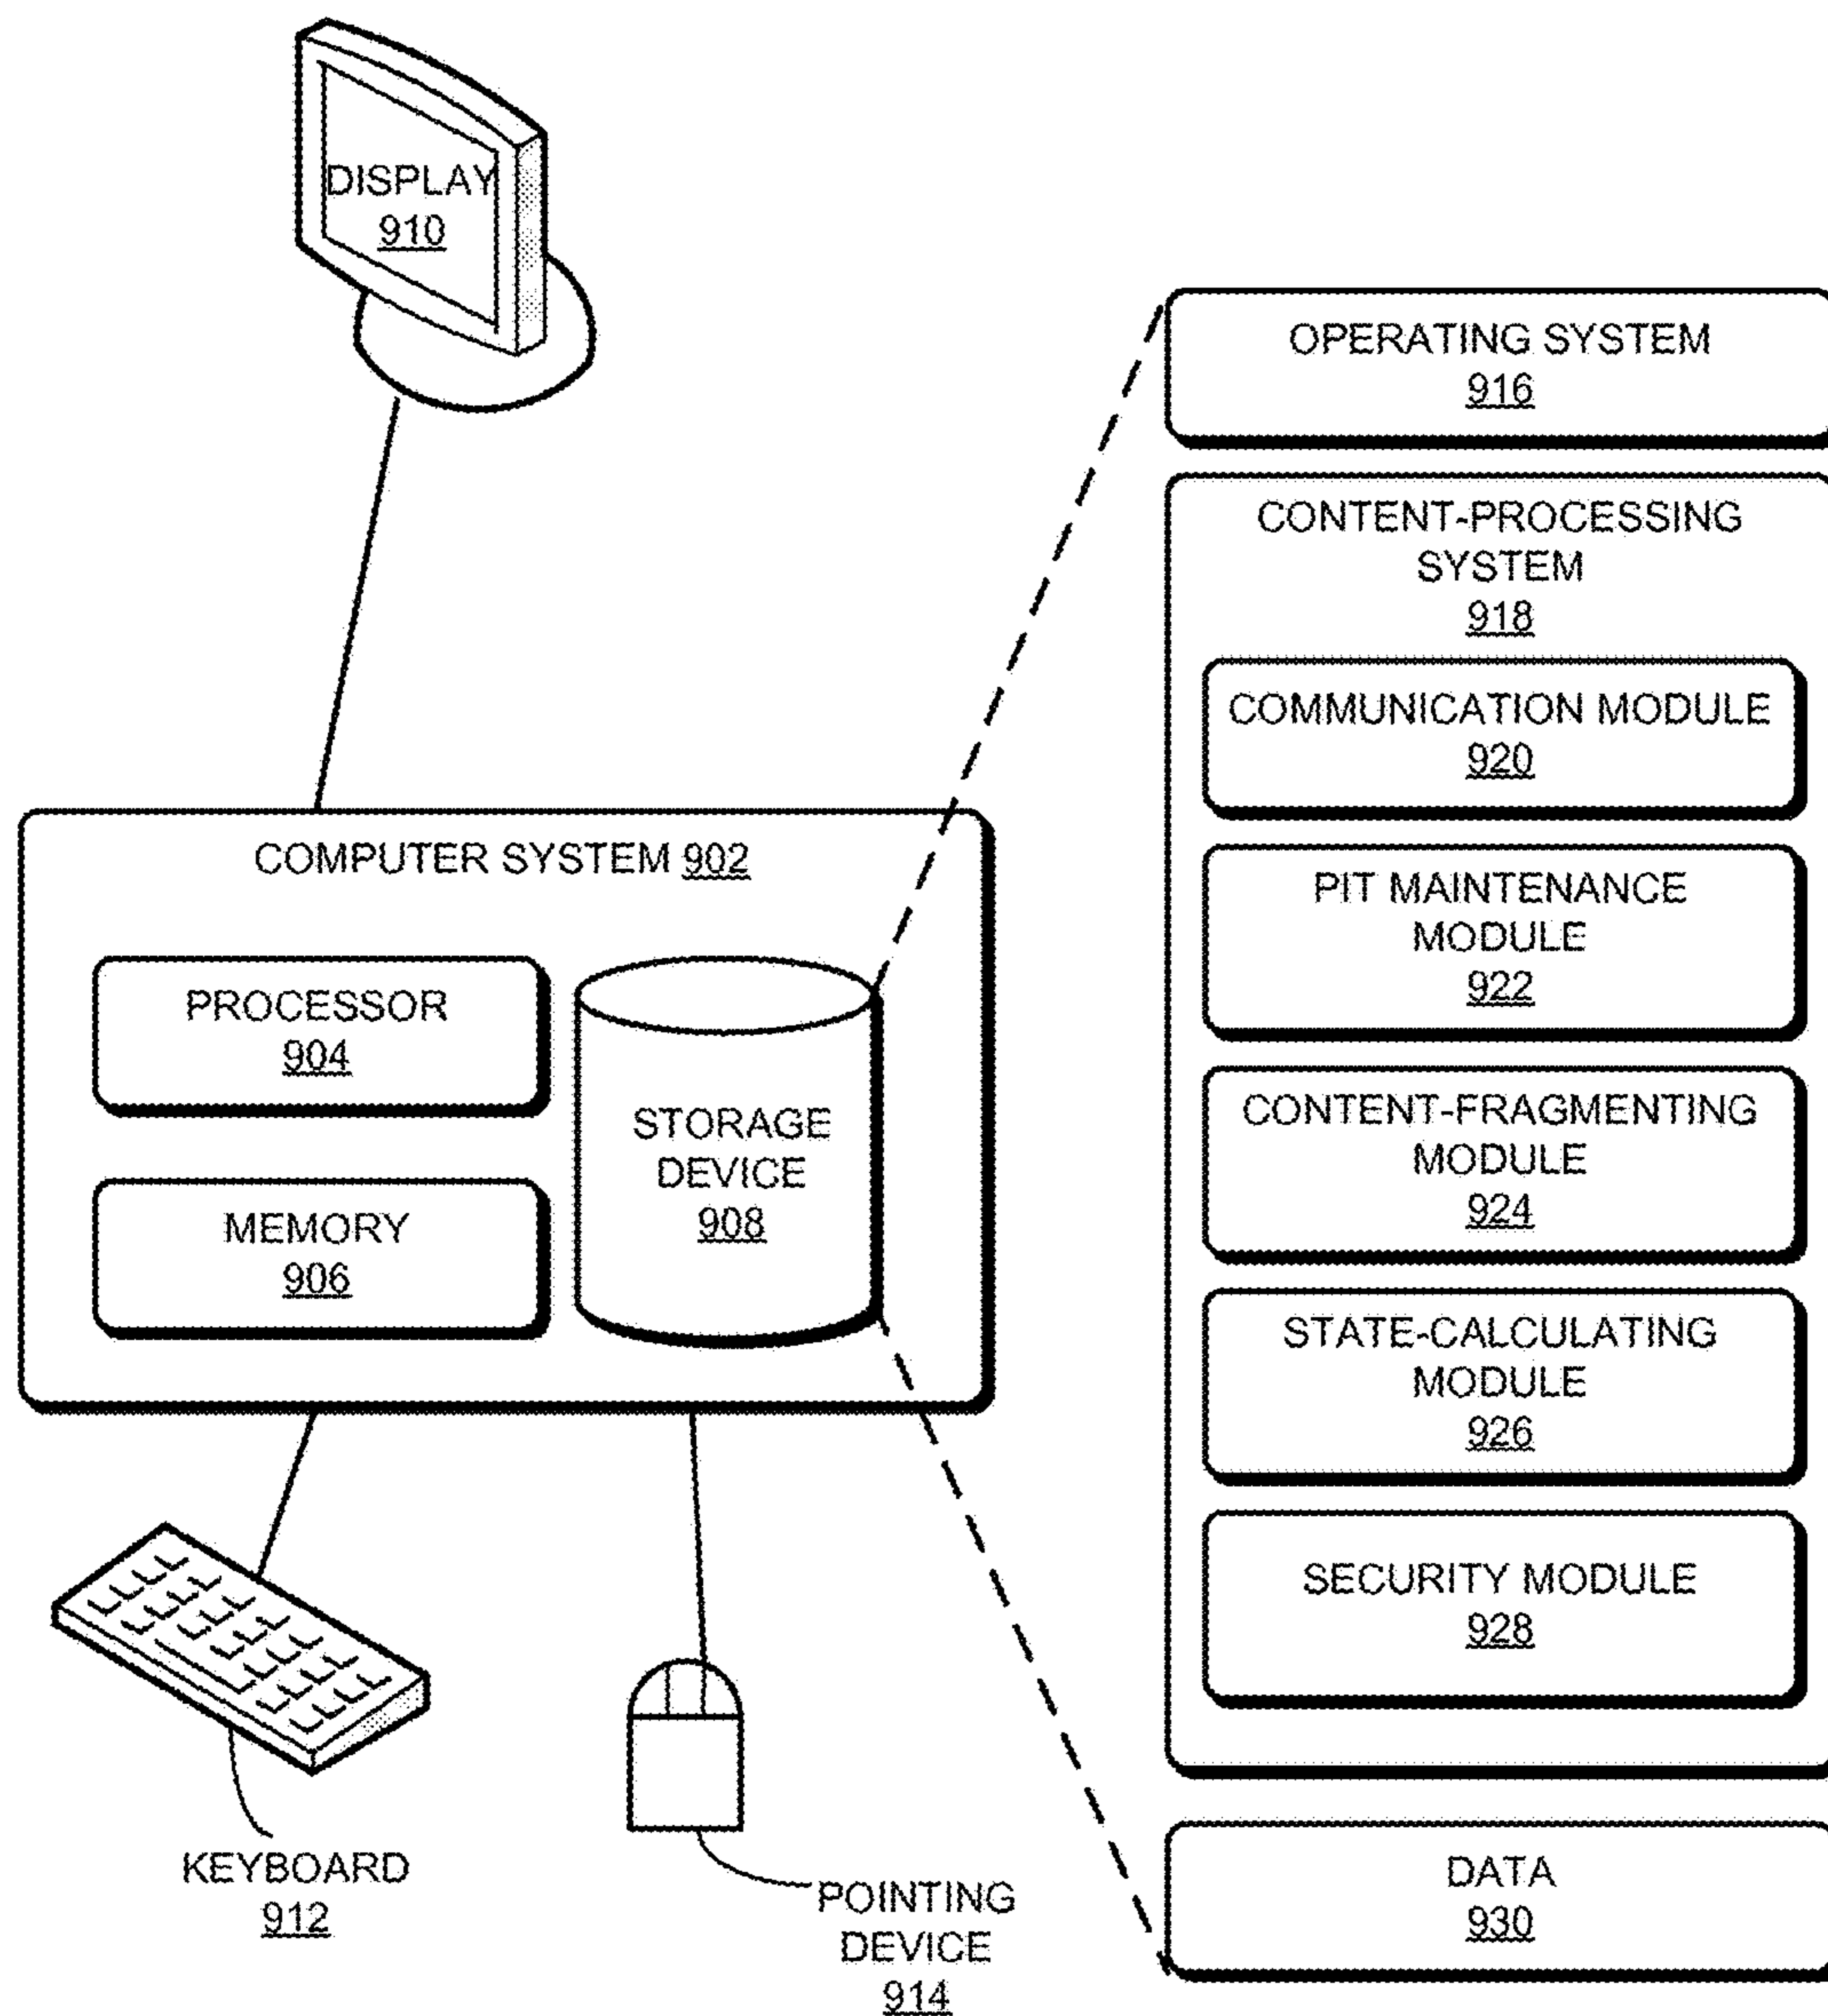 DISPLAY
910
OPERATING SYSTEM
916
CONTENT-PROCESSING
SYSTEM
918
COMMUNICATION MODULE
920
PIT MAINTENANCE
MODULE
922
CONTENT-FRAGMENTING
MODULE
924
STATE-CALCULATING
MODULE
926
SECURITY MODULE
928
DATA
930
COMPUTER SYSTEM 902
PROCESSOR
904
MEMORY
906
STORAGE
DEVICE
908
KEYBOARD
912
POINTING
DEVICE
914